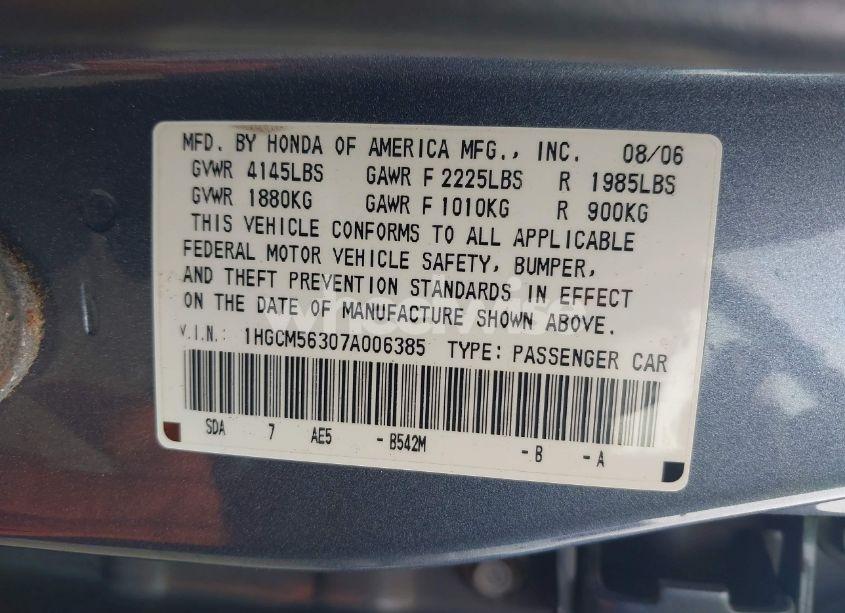 MFD. BY HONDA OF AMERICA MFG., INC. 08/06
GVWR 4145LBS GAWR F 2225LBS R 1985LBS
GVWR 1880KG GAWR F 1010KG R 900KG
THIS VEHICLE CONFORMS TO ALL APPLICABLE
FEDERAL MOTOR VEHICLE SAFETY, BUMPER,
AND THEFT PREVENTION STANDARDS IN EFFECT
ON THE DATE OF MANUFACTURE SHOWN ABOVE.
V.I.N.: 1HGCM56307A006385 TYPE: PASSENGER CAR
SDA 7 AE5 - B542M - B - A